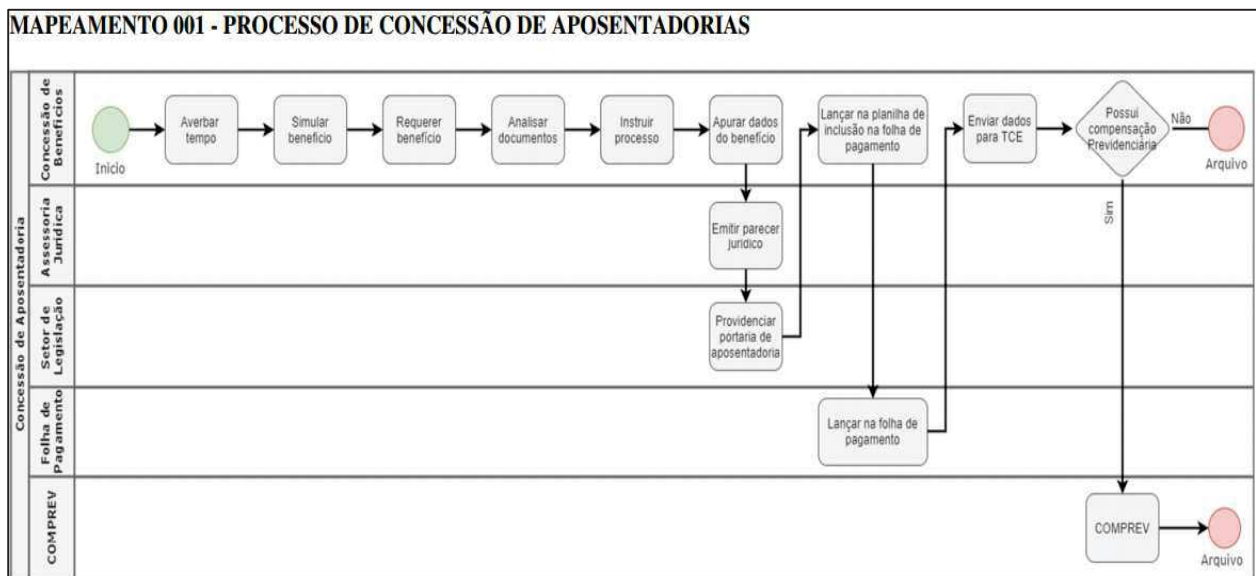 MAPEAMENTO 001 - PROCESSO DE CONCESSÃO DE APOSENTADORIAS
Concessão de Aposentadoria
Concessão de
Benefícios
Inicio
Averbar
tempo
Simular
benefício
Requerer
benefício
Analisar
documentos
Instruir
processo
Apurar dados
do benefício
Lançar na planilha de
inclusão na folha de
pagamento
Enviar dados
para TCE
Possui
compensação
Previdenciária
Não
Arquivo
Sim
Assessoria
Jurídica
Emitir parecer
jurídico
Setor de
Legislação
Providenciar
portaria de
aposentadoria
Folha de
Pagamento
Lançar na folha de
pagamento
COMPREV
COMPREV
Arquivo